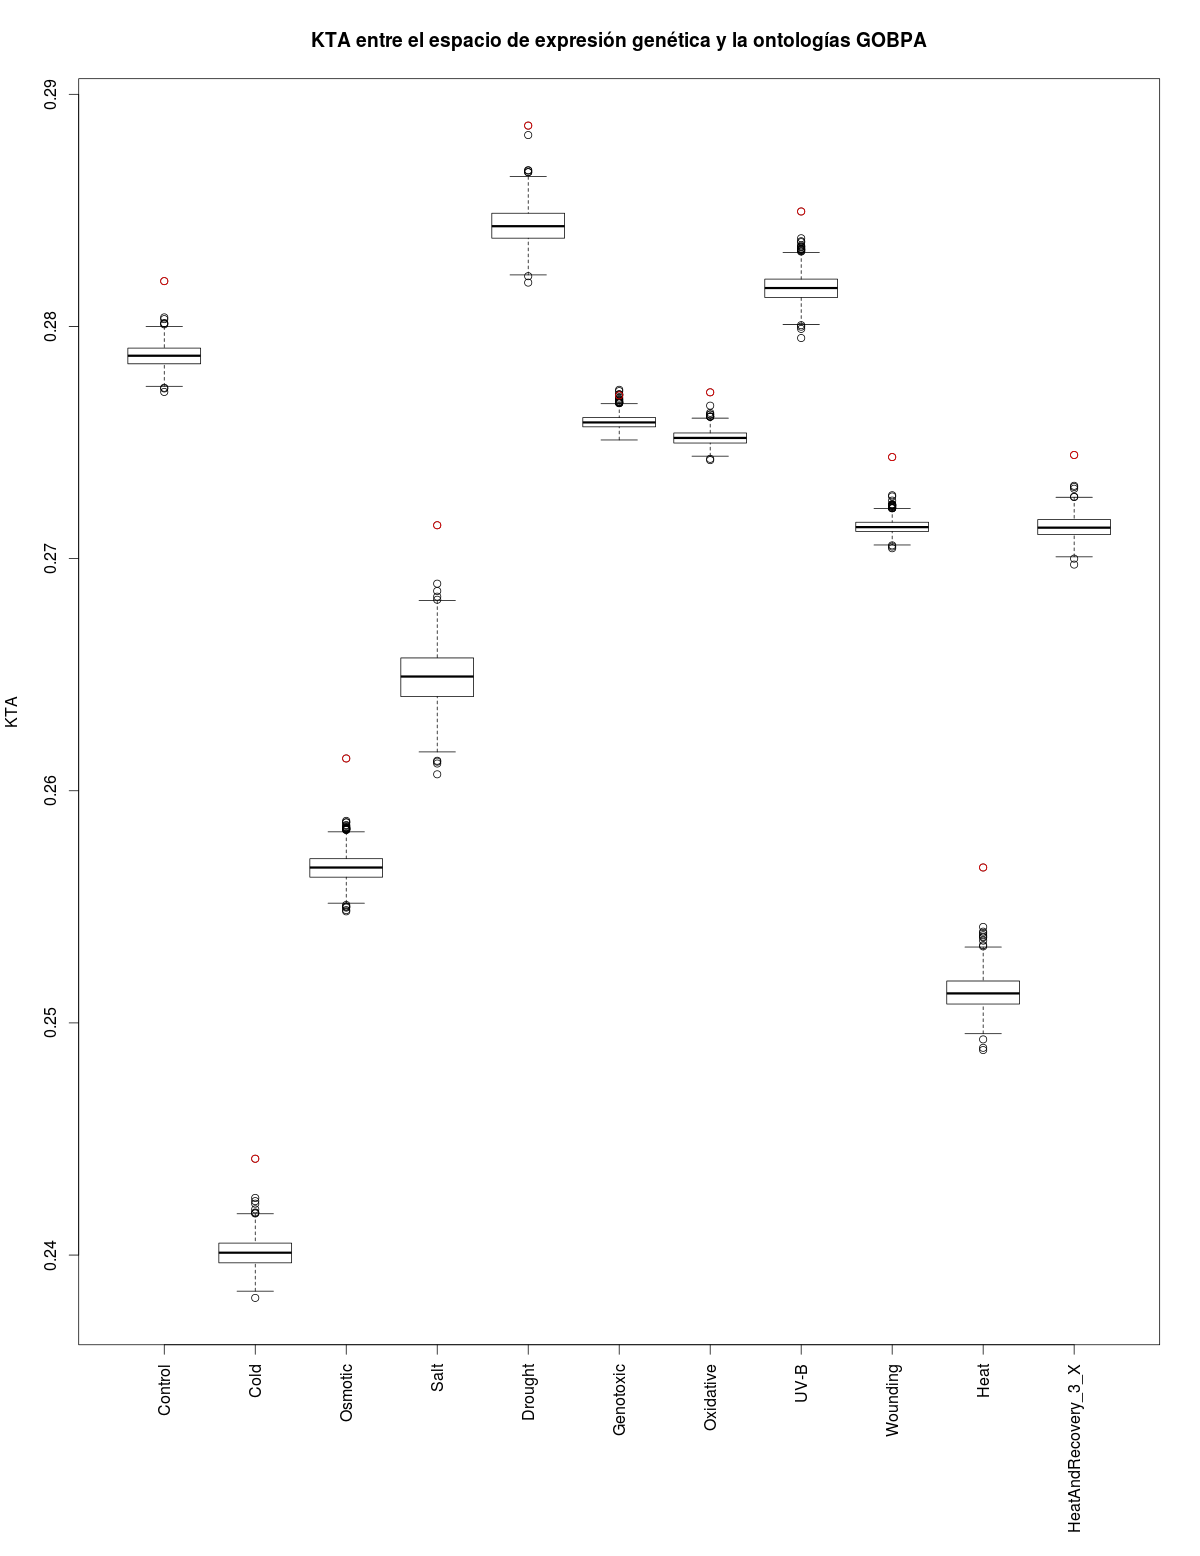 KTA entre el espacio de expresión genética y la ontologías GOBPA
KTA
0.29
0.28
0.27
0.26
0.25
0.24
Control
Cold
Osmotic
Salt
Drought
Genotoxic
Oxidative
UV-B
Wounding
Heat
HeatAndRecovery_3_X